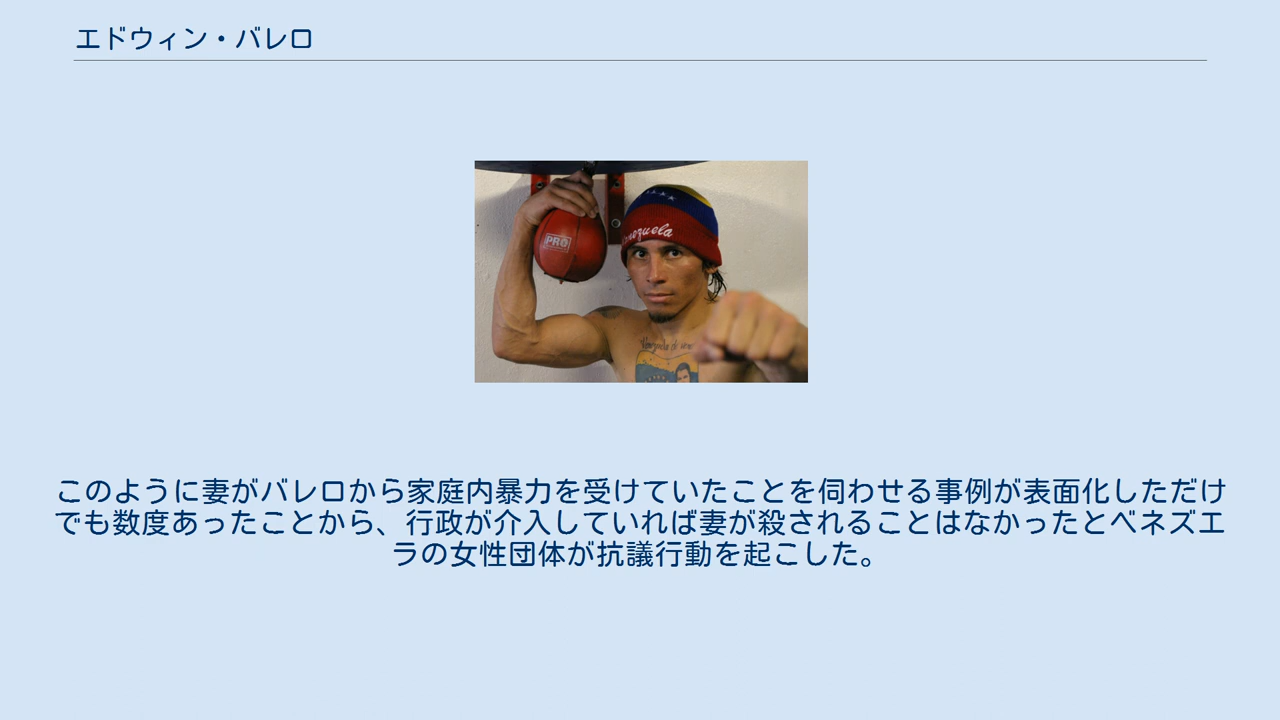 エドウィン・バレロ
PRO
nezuela
Venezuela de verdad
このように妻がバレロから家庭内暴力を受けていたことを伺わせる事例が表面化しただけ
でも数度あったことから、行政が介入していれば妻が殺されることはなかったとベネズエ
ラの女性団体が抗議行動を起こした。